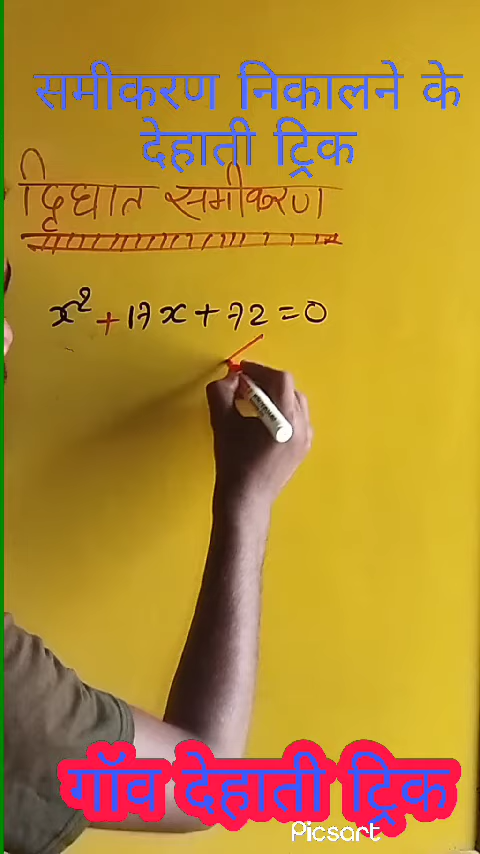 समीकरण निकालने के
देहाती ट्रिक
द्विघात समीकरण
x² + 17x + 72 = 0
गॉव देहाती ट्रिक
Picsart